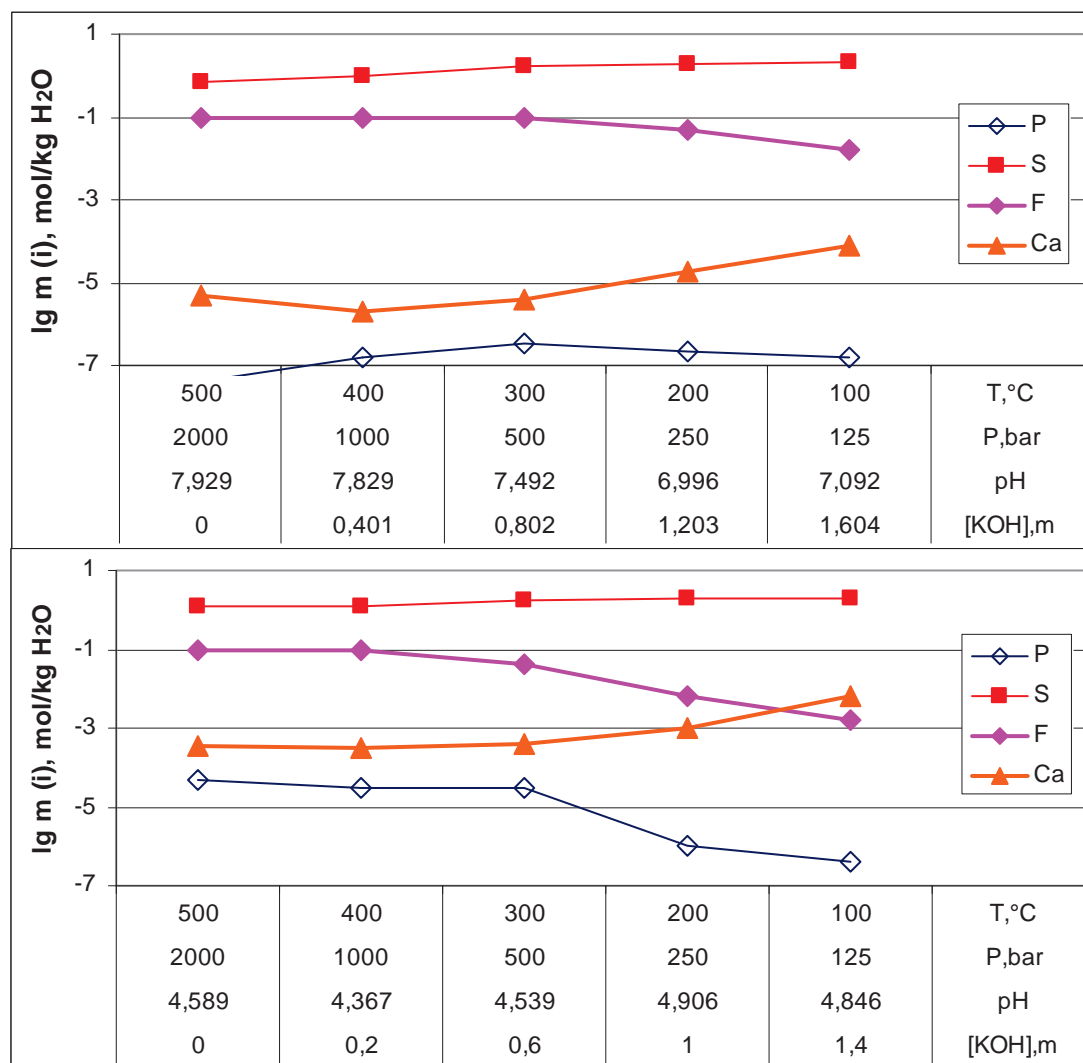 lg m (i), mol/kg H2O
1
-1
-3
-5
-7
P
S
F
Ca
500 400 300 200 100 T,°C
2000 1000 500 250 125 P,bar
7,929 7,829 7,492 6,996 7,092 pH
0 0,401 0,802 1,203 1,604 [KOH],m
lg m (i), mol/kg H2O
1
-1
-3
-5
-7
P
S
F
Ca
500 400 300 200 100 T,°C
2000 1000 500 250 125 P,bar
4,589 4,367 4,539 4,906 4,846 pH
0 0,2 0,6 1 1,4 [KOH],m